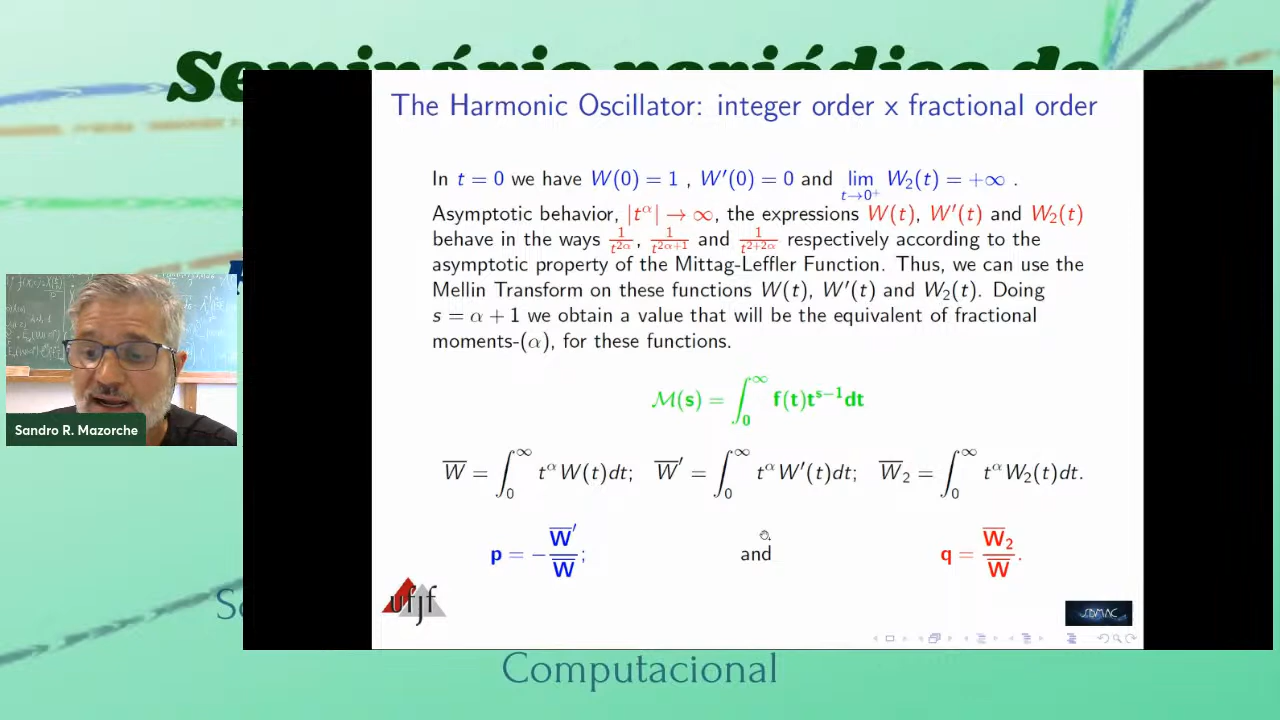 Seminário periódico de
The Harmonic Oscillator: integer order x fractional order
In t = 0 we have W(0) = 1 , W′(0) = 0 and lim_{t→0⁺} W₂(t) = +∞ .
Asymptotic behavior, |t^α| → ∞, the expressions W(t), W′(t) and W₂(t)
behave in the ways 1/t^{2α}, 1/t^{2α+1} and 1/t^{2+2α} respectively according to the
asymptotic property of the Mittag-Leffler Function. Thus, we can use the
Mellin Transform on these functions W(t), W′(t) and W₂(t). Doing
s = α + 1 we obtain a value that will be the equivalent of fractional
moments-(α), for these functions.
M(s) = ∫₀^∞ f(t)t^{s−1}dt
W̅ = ∫₀^∞ t^α W(t)dt; W̅′ = ∫₀^∞ t^α W′(t)dt; W̅₂ = ∫₀^∞ t^α W₂(t)dt.
p = − W̅′/W̅; and q = W̅₂/W̅.
Sandro R. Mazorche
ufjf
Computacional